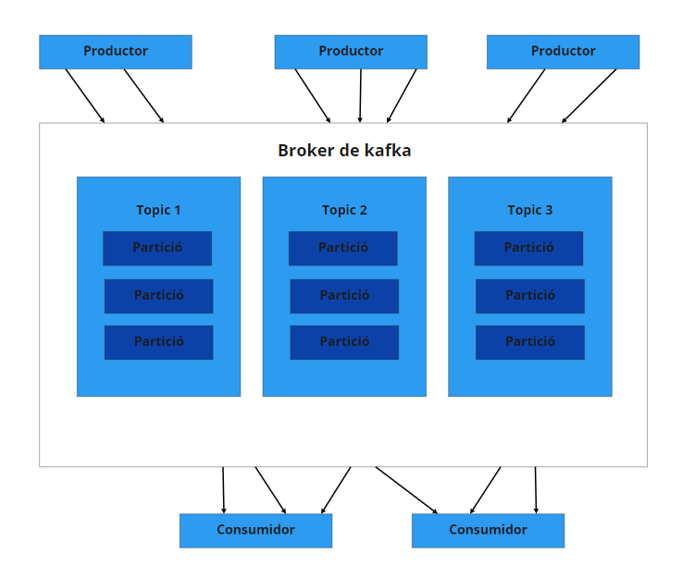 Productor
Productor
Productor
Broker de kafka
Topic 1
Topic 2
Topic 3
Partició
Partició
Partició
Partició
Partició
Partició
Partició
Partició
Partició
Consumidor
Consumidor